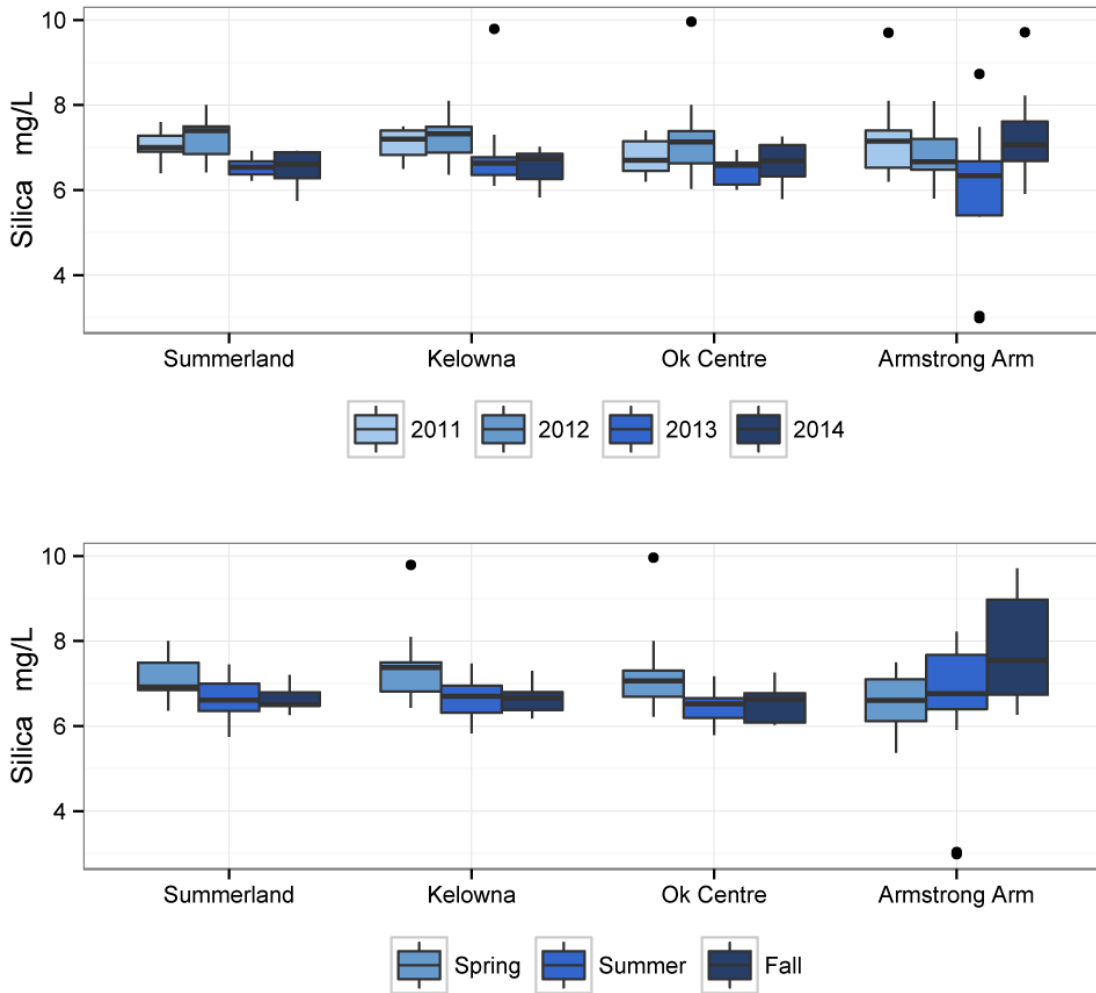 10
8
6
4
Silica mg/L
Summerland Kelowna Ok Centre Armstrong Arm
2011 2012 2013 2014
10
8
6
4
Silica mg/L
Summerland Kelowna Ok Centre Armstrong Arm
Spring Summer Fall